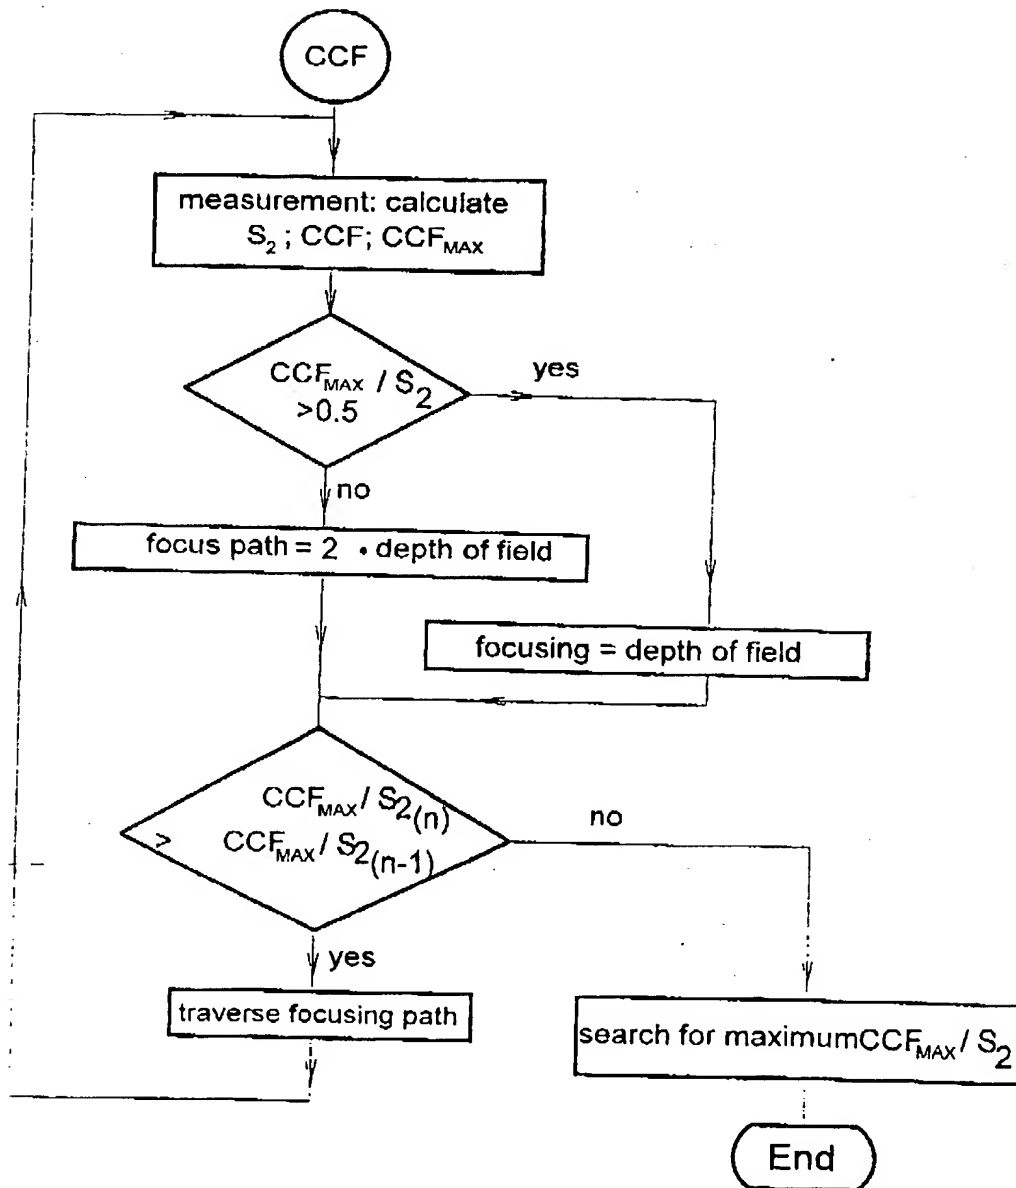 CCF
measurement: calculate
S2 ; CCF; CCFMAX
CCFMAX / S2
>0.5
yes
no
focus path = 2 • depth of field
focusing = depth of field
CCFMAX / S2(n)
> CCFMAX / S2(n-1)
no
yes
traverse focusing path
search for maximumCCFMAX / S2
End